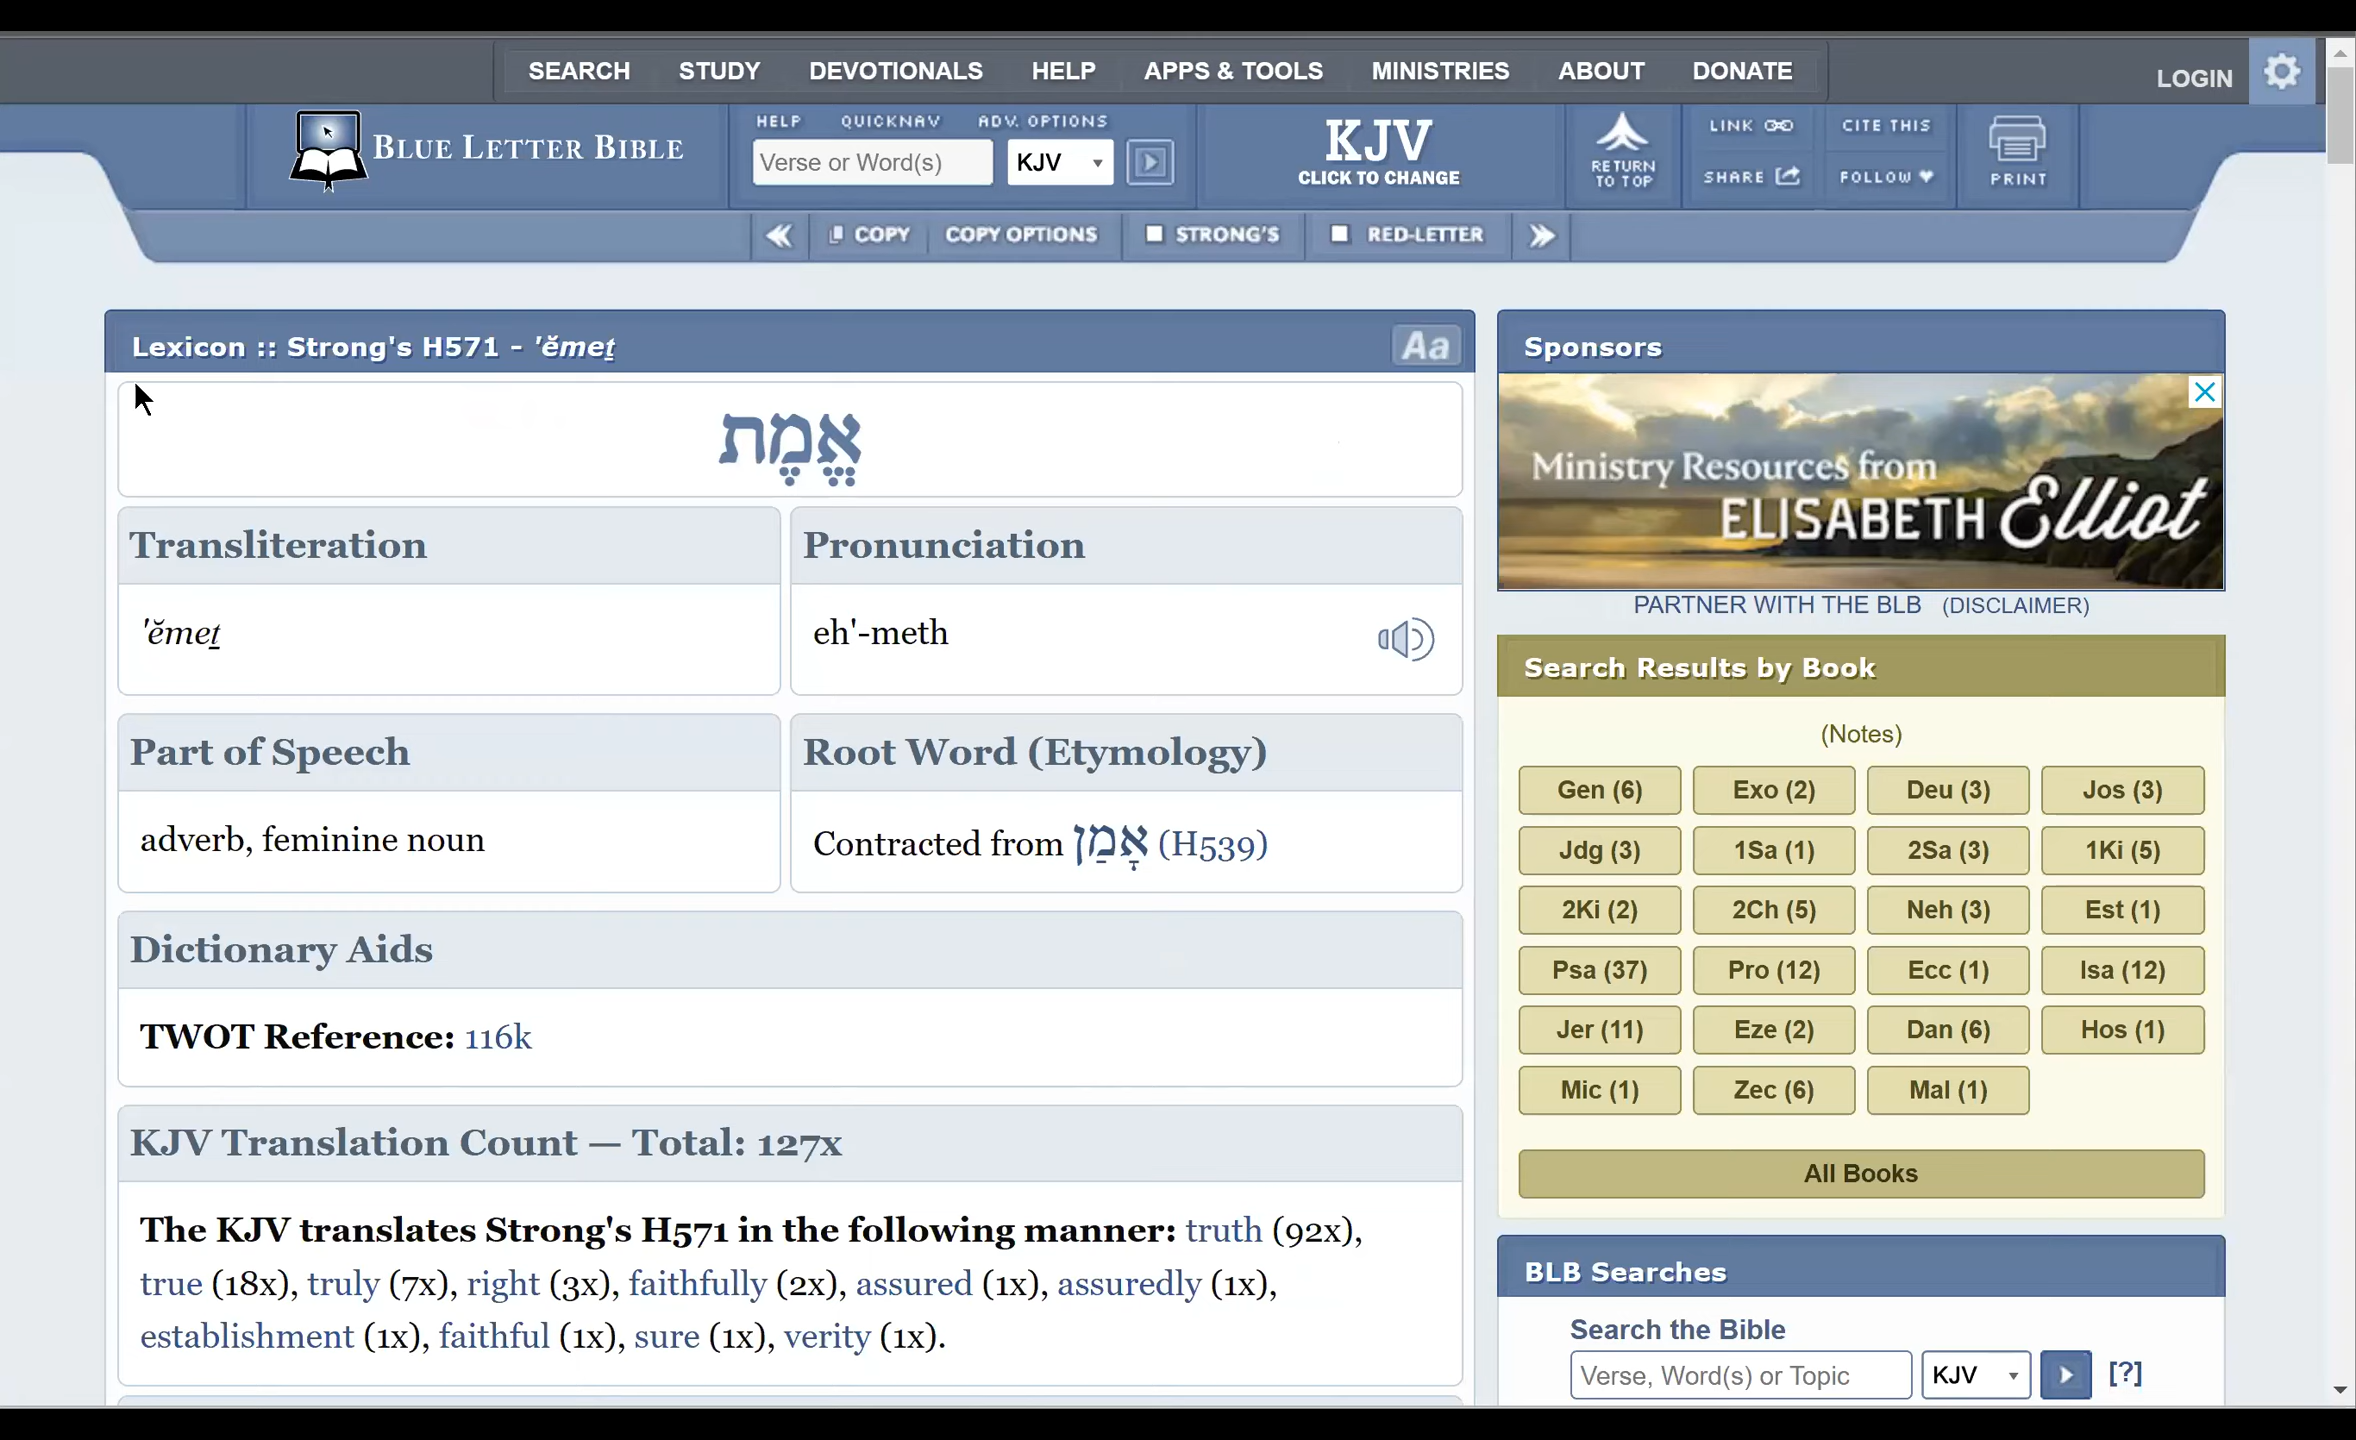 SEARCH STUDY DEVOTIONALS HELP APPS & TOOLS MINISTRIES ABOUT DONATE LOGIN
BLUE LETTER BIBLE
HELP QUICKNAV ADV. OPTIONS
Verse or Word(s) KJV
KJV
CLICK TO CHANGE
RETURN
TO TOP
LINK CITE THIS
SHARE FOLLOW
PRINT
COPY COPY OPTIONS STRONG'S RED-LETTER
Lexicon :: Strong's H571 - 'ĕmeṯ Aa
אֱמֶת
Transliteration
'ĕmeṯ
Pronunciation
eh'-meth
Part of Speech
adverb, feminine noun
Root Word (Etymology)
Contracted from אָמַן (H539)
Dictionary Aids
TWOT Reference: 116k
KJV Translation Count — Total: 127x
The KJV translates Strong's H571 in the following manner: truth (92x),
true (18x), truly (7x), right (3x), faithfully (2x), assured (1x), assuredly (1x),
establishment (1x), faithful (1x), sure (1x), verity (1x).
Sponsors
Ministry Resources from
ELISABETH Elliot
PARTNER WITH THE BLB (DISCLAIMER)
Search Results by Book
(Notes)
Gen (6) Exo (2) Deu (3) Jos (3)
Jdg (3) 1Sa (1) 2Sa (3) 1Ki (5)
2Ki (2) 2Ch (5) Neh (3) Est (1)
Psa (37) Pro (12) Ecc (1) Isa (12)
Jer (11) Eze (2) Dan (6) Hos (1)
Mic (1) Zec (6) Mal (1)
All Books
BLB Searches
Search the Bible
Verse, Word(s) or Topic KJV [?]